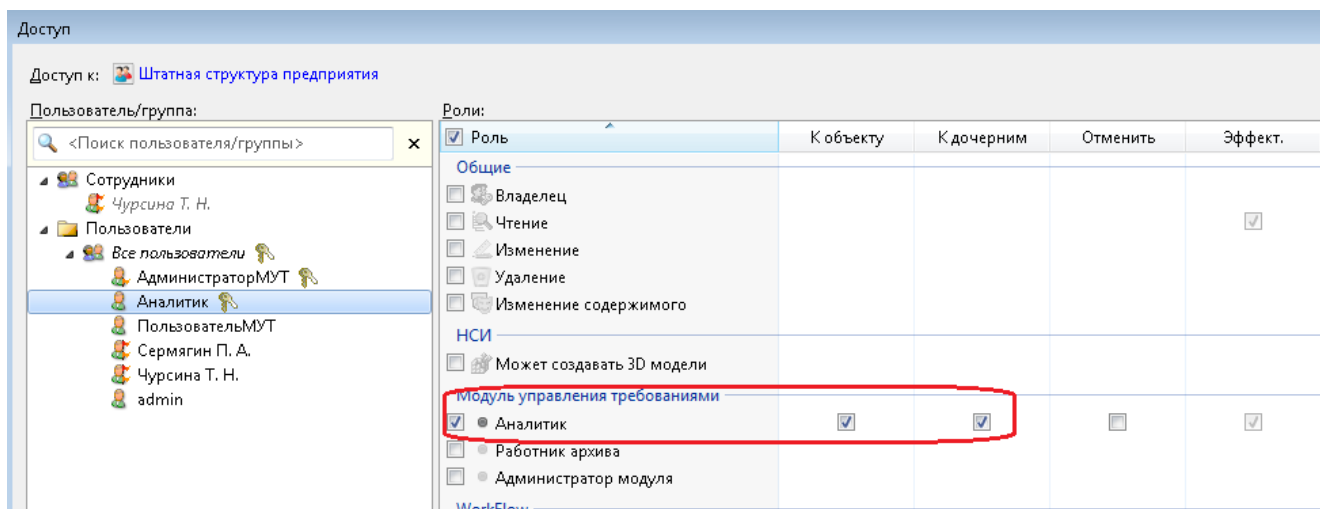 Доступ
Доступ к: Штатная структура предприятия
Пользователь/группа:
<Поиск пользователя/группы>
Сотрудники
Чурсина Т. Н.
Пользователи
Все пользователи
АдминистраторМУТ
Аналитик
ПользовательМУТ
Сермягин П. А.
Чурсина Т. Н.
admin
Роли:
Роль К объекту К дочерним Отменить Эффект.
Общие
Владелец
Чтение
Изменение
Удаление
Изменение содержимого
НСИ
Может создавать 3D модели
Модуль управления требованиями
Аналитик
Работник архива
Администратор модуля
WorkFlow